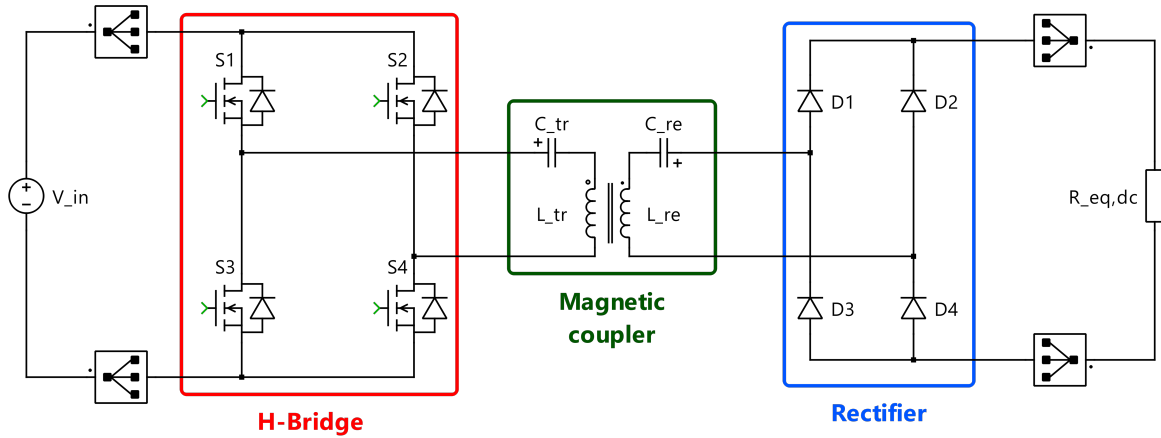 S1
S2
C_tr
C_re
D1
D2
V_in
L_tr
L_re
R_eq,dc
S3
S4
D3
D4
Magnetic
coupler
H-Bridge
Rectifier